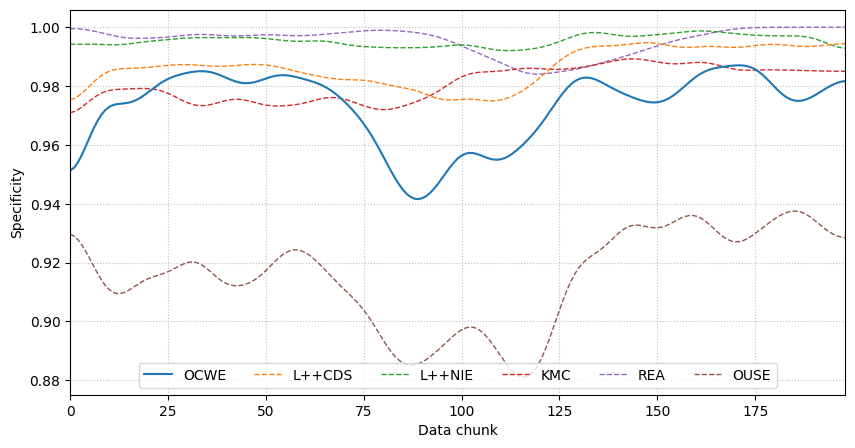 1.00
0.98
0.96
0.94
0.92
0.90
0.88
Specificity
OCWE L++CDS L++NIE KMC REA OUSE
0 25 50 75 100 125 150 175
Data chunk